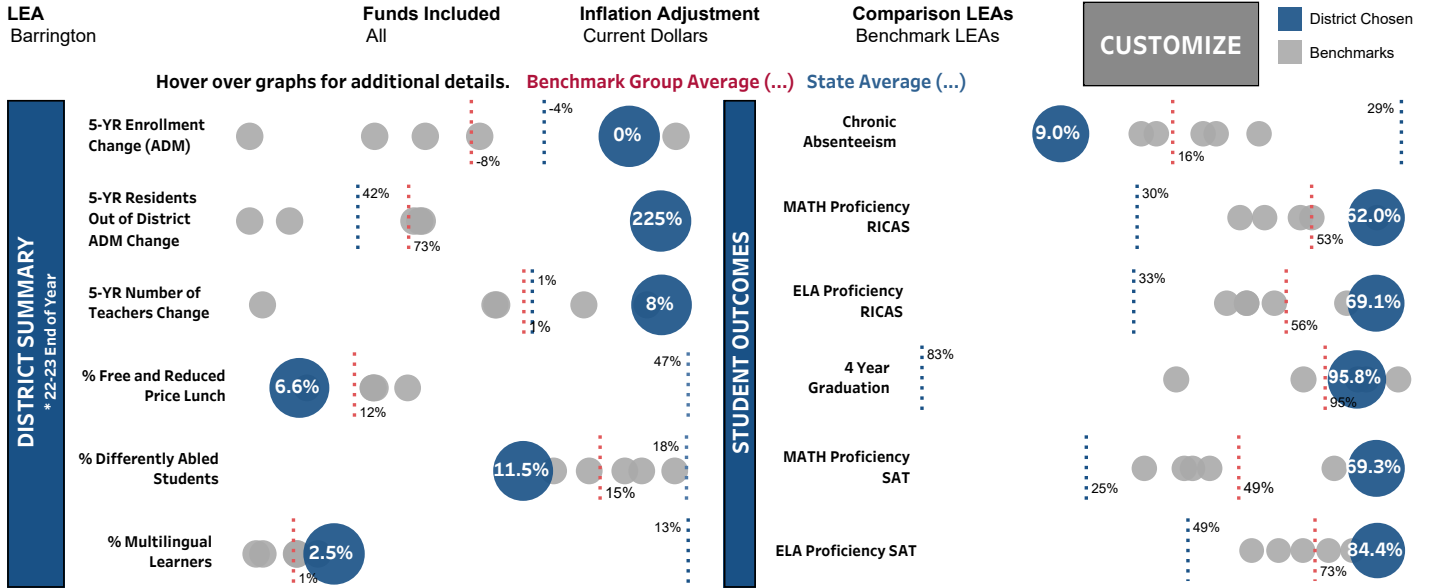 LEA
Barrington
Funds Included
All
Inflation Adjustment
Current Dollars
Comparison LEAs
Benchmark LEAs
CUSTOMIZE
District Chosen
Benchmarks
Hover over graphs for additional details. Benchmark Group Average (...) State Average (...)
DISTRICT SUMMARY
* 22-23 End of Year
5-YR Enrollment
Change (ADM)
-8%
-4%
0%
5-YR Residents
Out of District
ADM Change
42%
73%
225%
5-YR Number of
Teachers Change
1%
1%
8%
% Free and Reduced
Price Lunch
6.6%
12%
47%
% Differently Abled
Students
11.5%
15%
18%
% Multilingual
Learners
1%
2.5%
13%
STUDENT OUTCOMES
Chronic
Absenteeism
9.0%
16%
29%
MATH Proficiency
RICAS
30%
53%
62.0%
ELA Proficiency
RICAS
33%
56%
69.1%
4 Year
Graduation
83%
95%
95.8%
MATH Proficiency
SAT
25%
49%
69.3%
ELA Proficiency SAT
49%
73%
84.4%